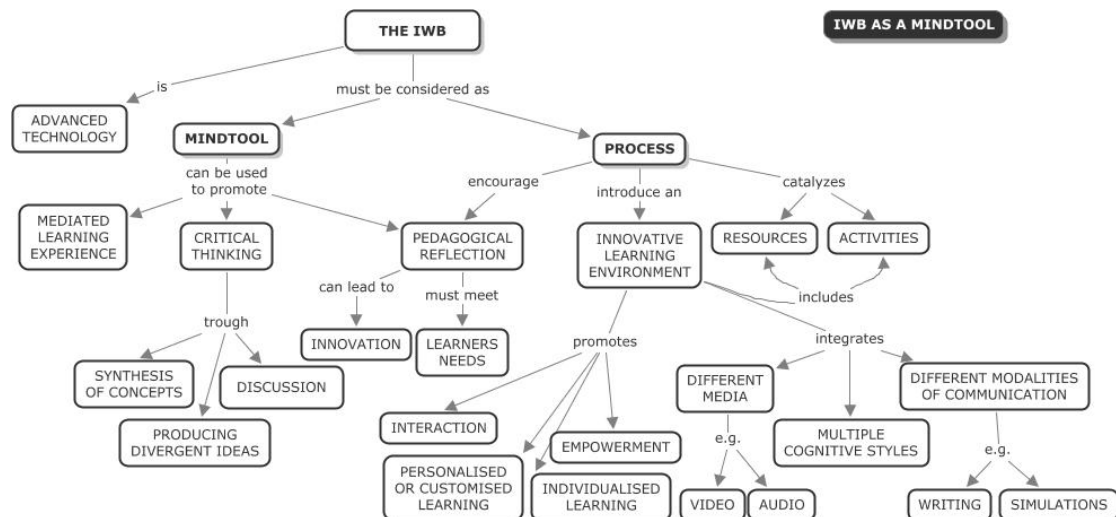 THE IWB
IWB AS A MINDTOOL
is
must be considered as
ADVANCED
TECHNOLOGY
MINDTOOL
PROCESS
can be used
to promote
encourage
introduce an
catalyzes
MEDIATED
LEARNING
EXPERIENCE
CRITICAL
THINKING
PEDAGOGICAL
REFLECTION
INNOVATIVE
LEARNING
ENVIRONMENT
RESOURCES
ACTIVITIES
can lead to
must meet
includes
trough
INNOVATION
LEARNERS
NEEDS
promotes
integrates
SYNTHESIS
OF CONCEPTS
DISCUSSION
PRODUCING
DIVERGENT IDEAS
DIFFERENT
MEDIA
DIFFERENT MODALITIES
OF COMMUNICATION
INTERACTION
EMPOWERMENT
e.g.
MULTIPLE
COGNITIVE STYLES
e.g.
PERSONALISED
OR CUSTOMISED
LEARNING
INDIVIDUALISED
LEARNING
VIDEO
AUDIO
WRITING
SIMULATIONS